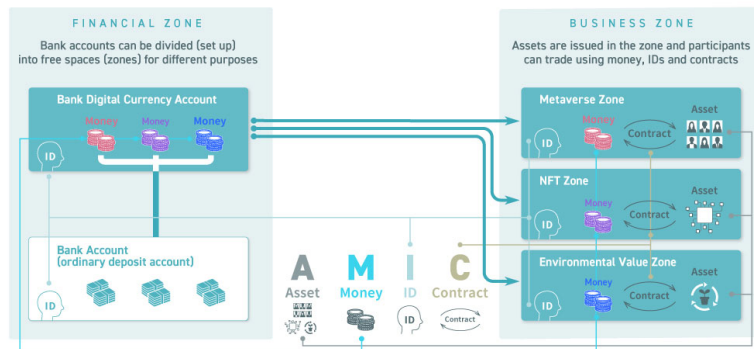 FINANCIAL ZONE
Bank accounts can be divided (set up)
into free spaces (zones) for different purposes
Bank Digital Currency Account
Money
Money
Money
ID
Bank Account
(ordinary deposit account)
ID
A
Asset
M
Money
I
ID
ID
C
Contract
Contract
BUSINESS ZONE
Assets are issued in the zone and participants
can trade using money, IDs and contracts
Metaverse Zone
ID
Money
Contract
Asset
NFT Zone
ID
Money
Contract
Asset
Environmental Value Zone
ID
Money
Contract
Asset